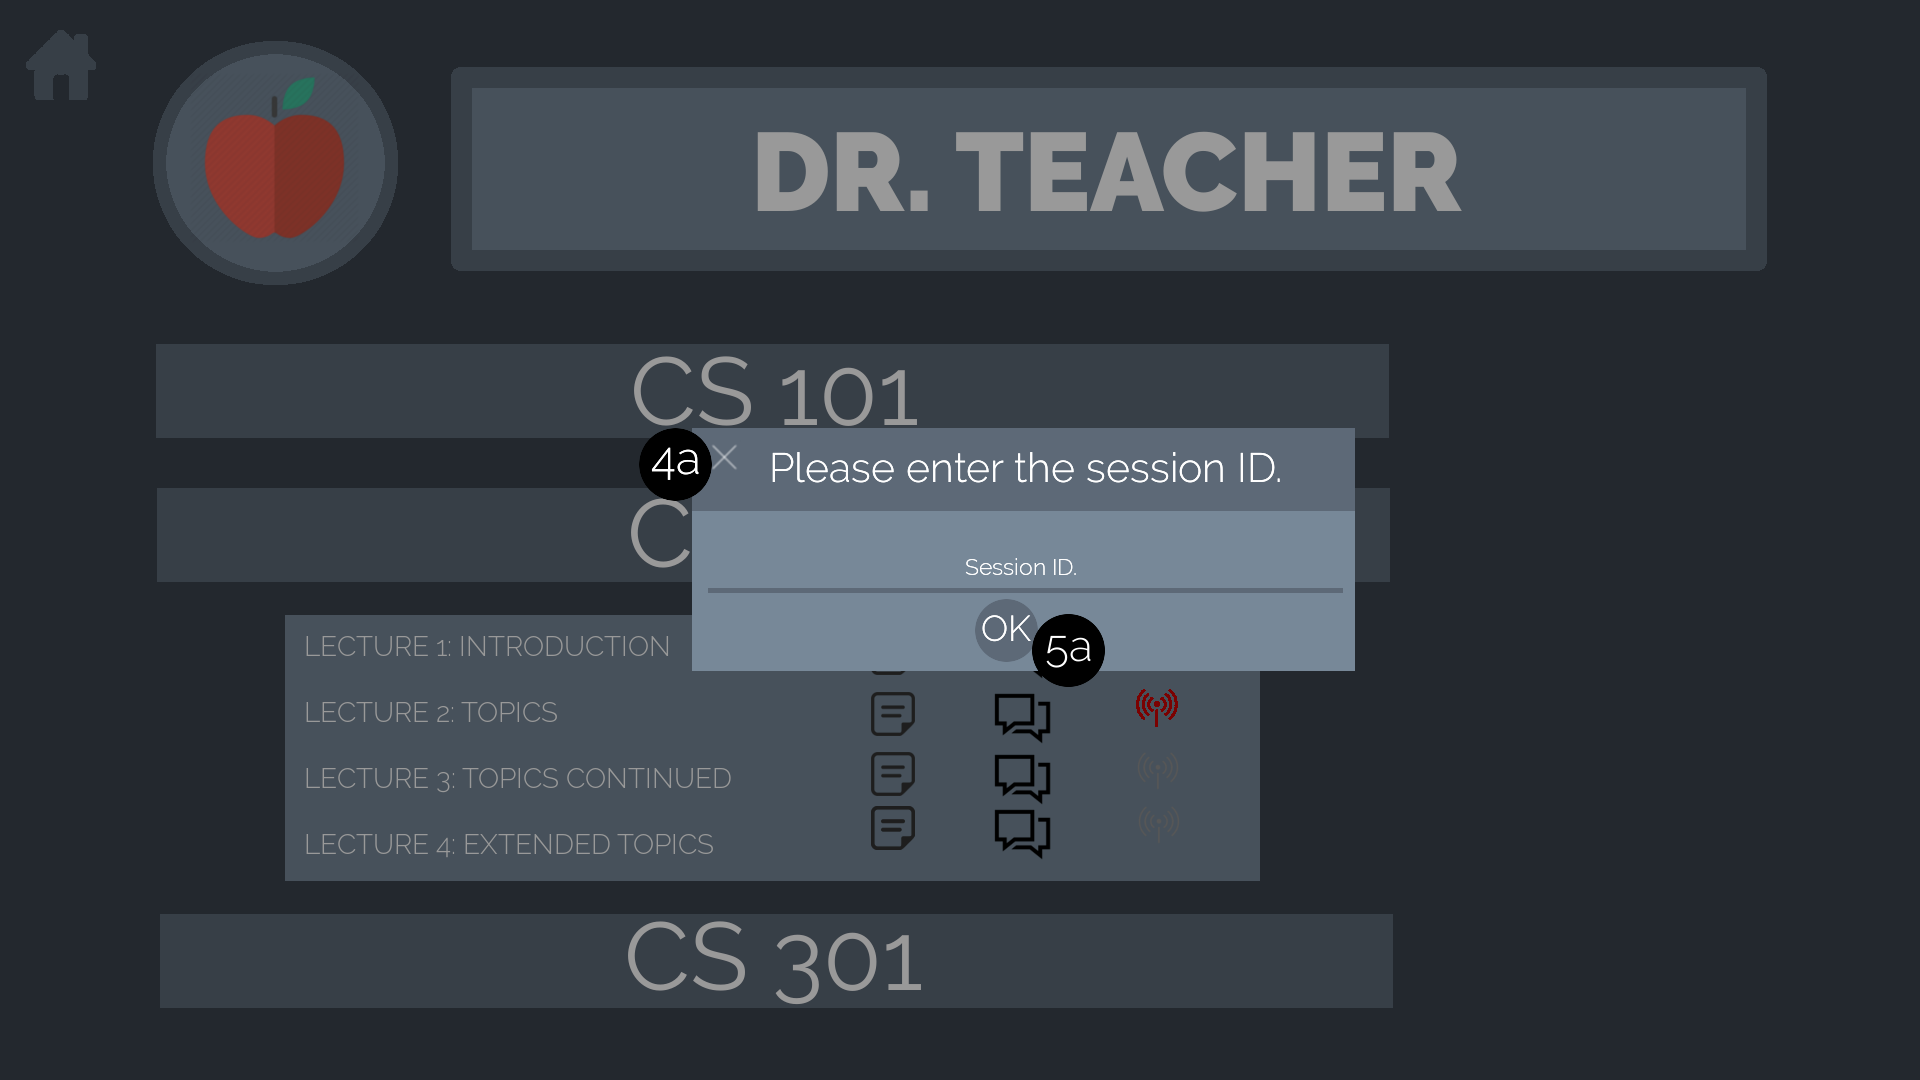 DR. TEACHER
CS 101
4a
Please enter the session ID.
C
Session ID.
OK
5a
LECTURE 1: INTRODUCTION
LECTURE 2: TOPICS
LECTURE 3: TOPICS CONTINUED
LECTURE 4: EXTENDED TOPICS
CS 301